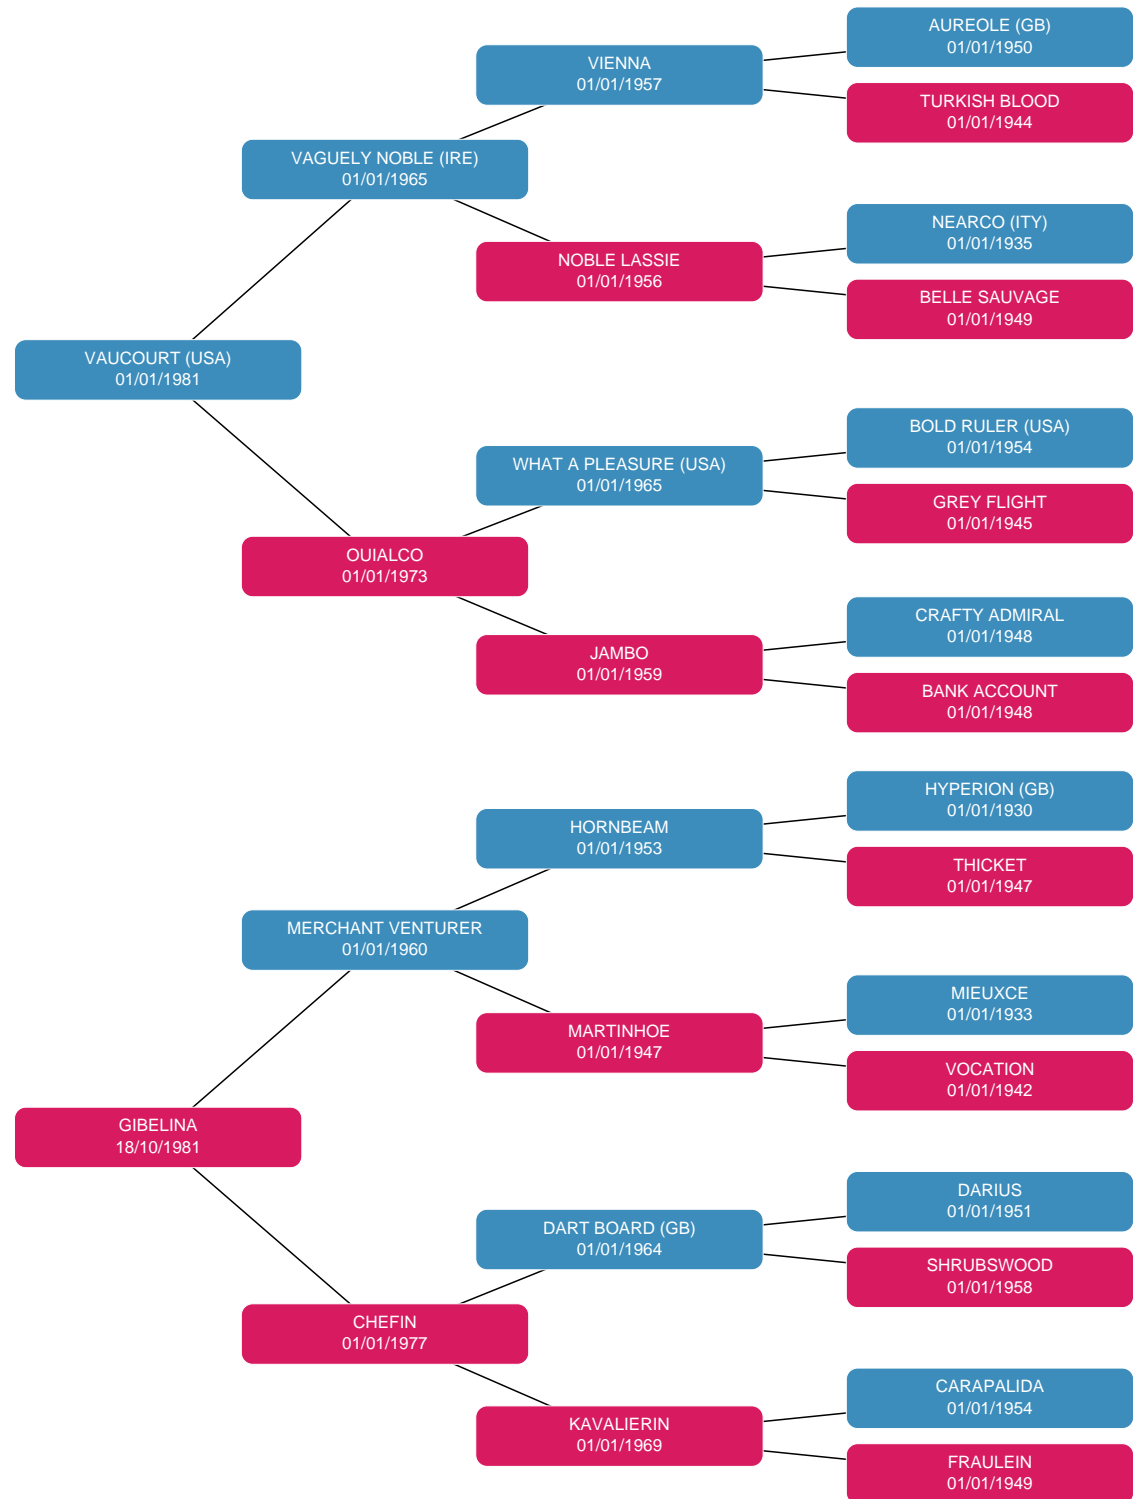 AUREOLE (GB)
01/01/1950
VIENNA
01/01/1957
TURKISH BLOOD
01/01/1944
VAGUELY NOBLE (IRE)
01/01/1965
NEARCO (ITY)
01/01/1935
NOBLE LASSIE
01/01/1956
BELLE SAUVAGE
01/01/1949
VAUCOURT (USA)
01/01/1981
BOLD RULER (USA)
01/01/1954
WHAT A PLEASURE (USA)
01/01/1965
GREY FLIGHT
01/01/1945
OUIALCO
01/01/1973
CRAFTY ADMIRAL
01/01/1948
JAMBO
01/01/1959
BANK ACCOUNT
01/01/1948
HYPERION (GB)
01/01/1930
HORNBEAM
01/01/1953
THICKET
01/01/1947
MERCHANT VENTURER
01/01/1960
MIEUXCE
01/01/1933
MARTINHOE
01/01/1947
VOCATION
01/01/1942
GIBELINA
18/10/1981
DARIUS
01/01/1951
DART BOARD (GB)
01/01/1964
SHRUBSWOOD
01/01/1958
CHEFIN
01/01/1977
CARAPALIDA
01/01/1954
KAVALIERIN
01/01/1969
FRAULEIN
01/01/1949